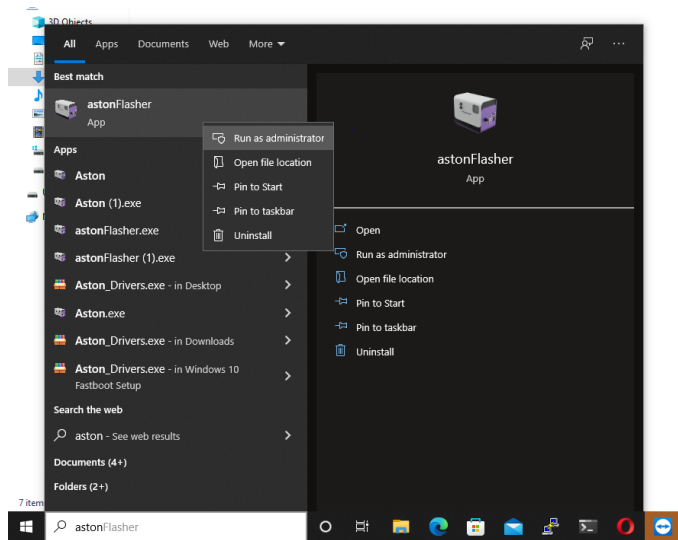 3D Objects
All Apps Documents Web More
Best match
astonFlasher
App
Run as administrator
Open file location
Pin to Start
Pin to taskbar
Uninstall
Apps
Aston
Aston (1).exe
astonFlasher.exe
astonFlasher (1).exe
Aston_Drivers.exe - in Desktop
Aston.exe
Aston_Drivers.exe - in Downloads
Aston_Drivers.exe - in Windows 10
Fastboot Setup
Search the web
aston - See web results
Documents (4+)
Folders (2+)
astonFlasher
App
Open
Run as administrator
Open file location
Pin to Start
Pin to taskbar
Uninstall
7 item
astonFlasher